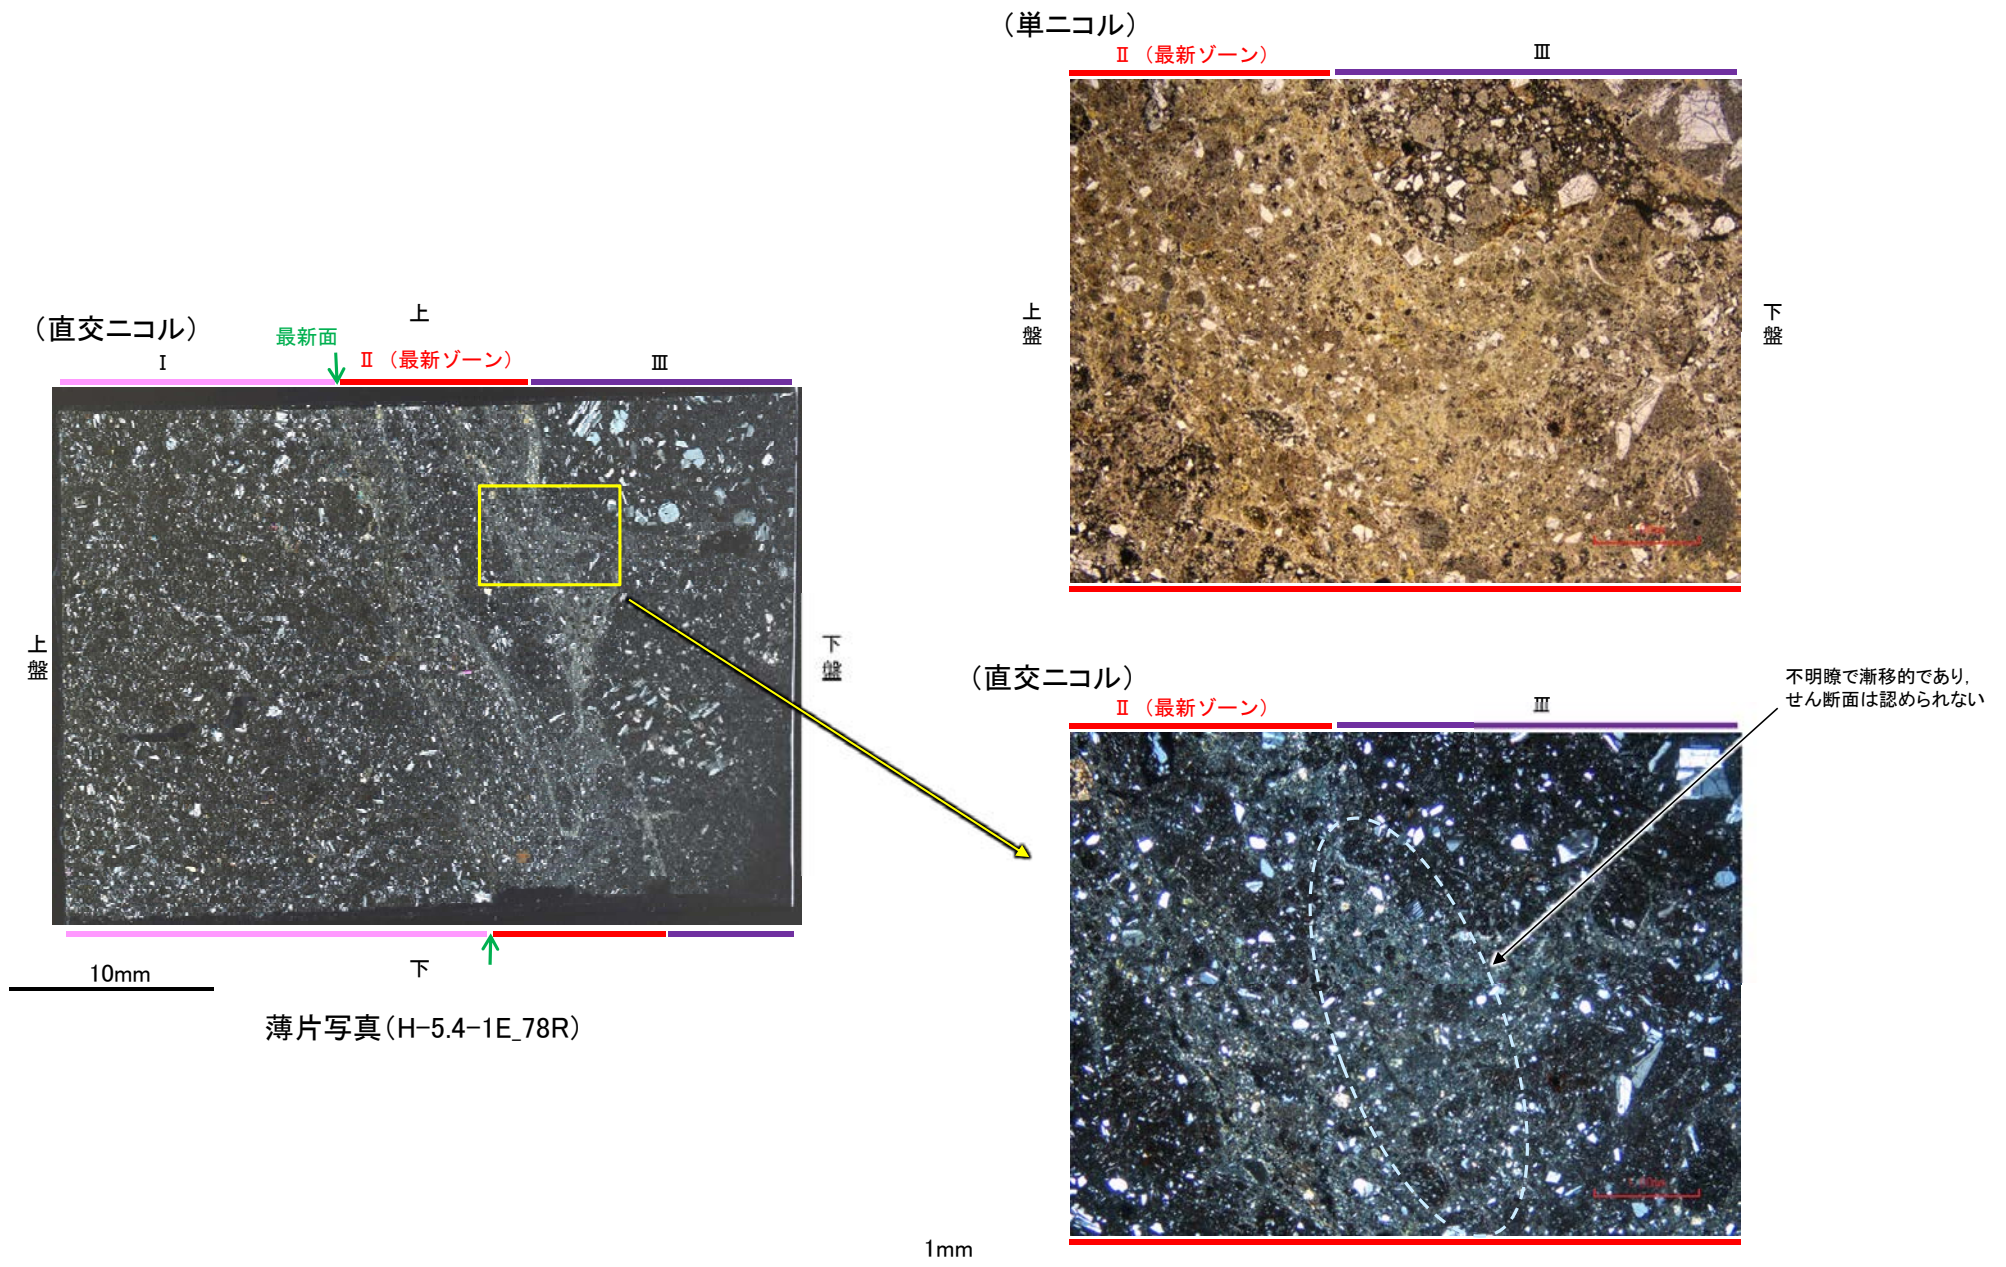 (単ニコル)
Ⅱ (最新ゾーン)
Ⅲ
上盤
下盤
(直交ニコル)
最新面
上
Ⅰ
Ⅱ (最新ゾーン)
Ⅲ
上盤
下盤
下
10mm
薄片写真(H-5.4-1E_78R)
(直交ニコル)
Ⅱ (最新ゾーン)
Ⅲ
不明瞭で漸移的であり,
せん断面は認められない
1mm